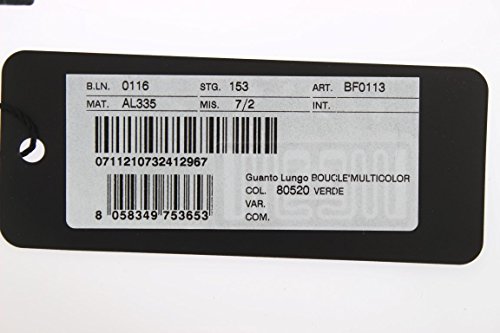 B.LN. 0116 STG. 153 ART. BF0113
MAT. AL335 MIS. 7/2 INT.
0711210732412967
Guanto Lungo BOUCLE'MULTICOLOR
COL. 80520 VERDE
VAR.
COM.
8 058349 753653